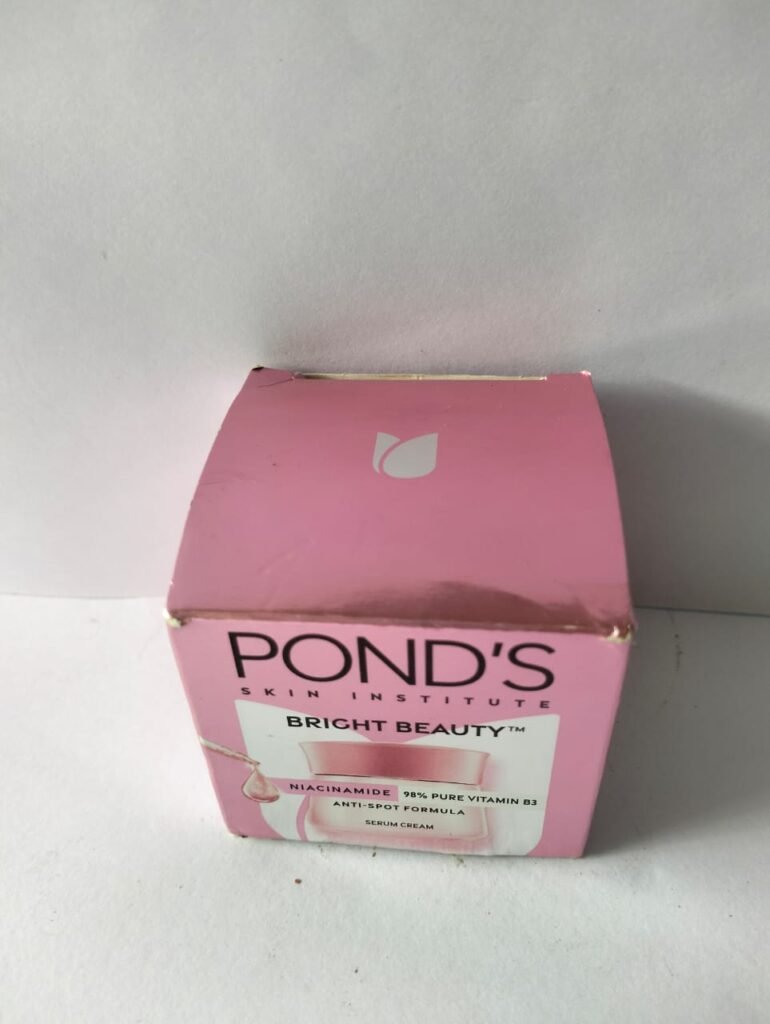 POND'S
SKIN INSTITUTE
BRIGHT BEAUTY™
NIACINAMIDE 98% PURE VITAMIN B3
ANTI-SPOT FORMULA
SERUM CREAM